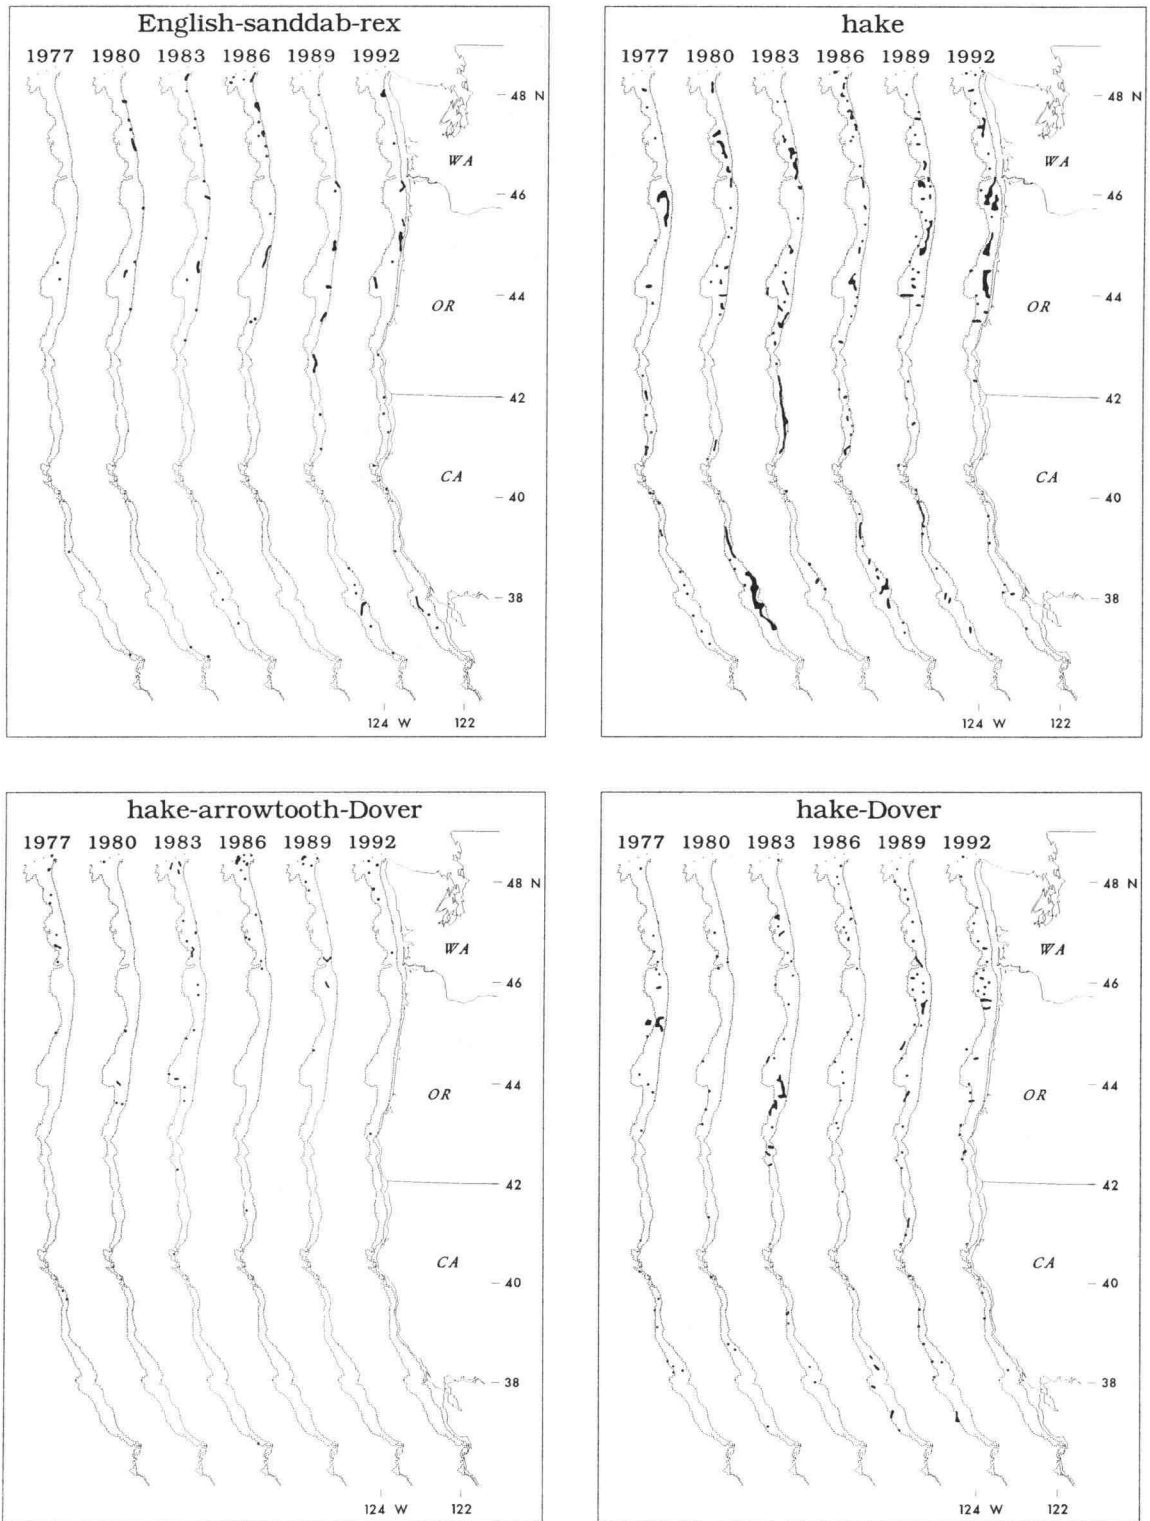 English-sanddab-rex
1977 1980 1983 1986 1989 1992
48 N
WA
46
OR
44
42
CA
40
38
124 W 122
hake
1977 1980 1983 1986 1989 1992
48 N
WA
46
OR
44
42
CA
40
38
124 W 122
hake-arrowtooth-Dover
1977 1980 1983 1986 1989 1992
48 N
WA
46
OR
44
42
CA
40
38
124 W 122
hake-Dover
1977 1980 1983 1986 1989 1992
48 N
WA
46
OR
44
42
CA
40
38
124 W 122